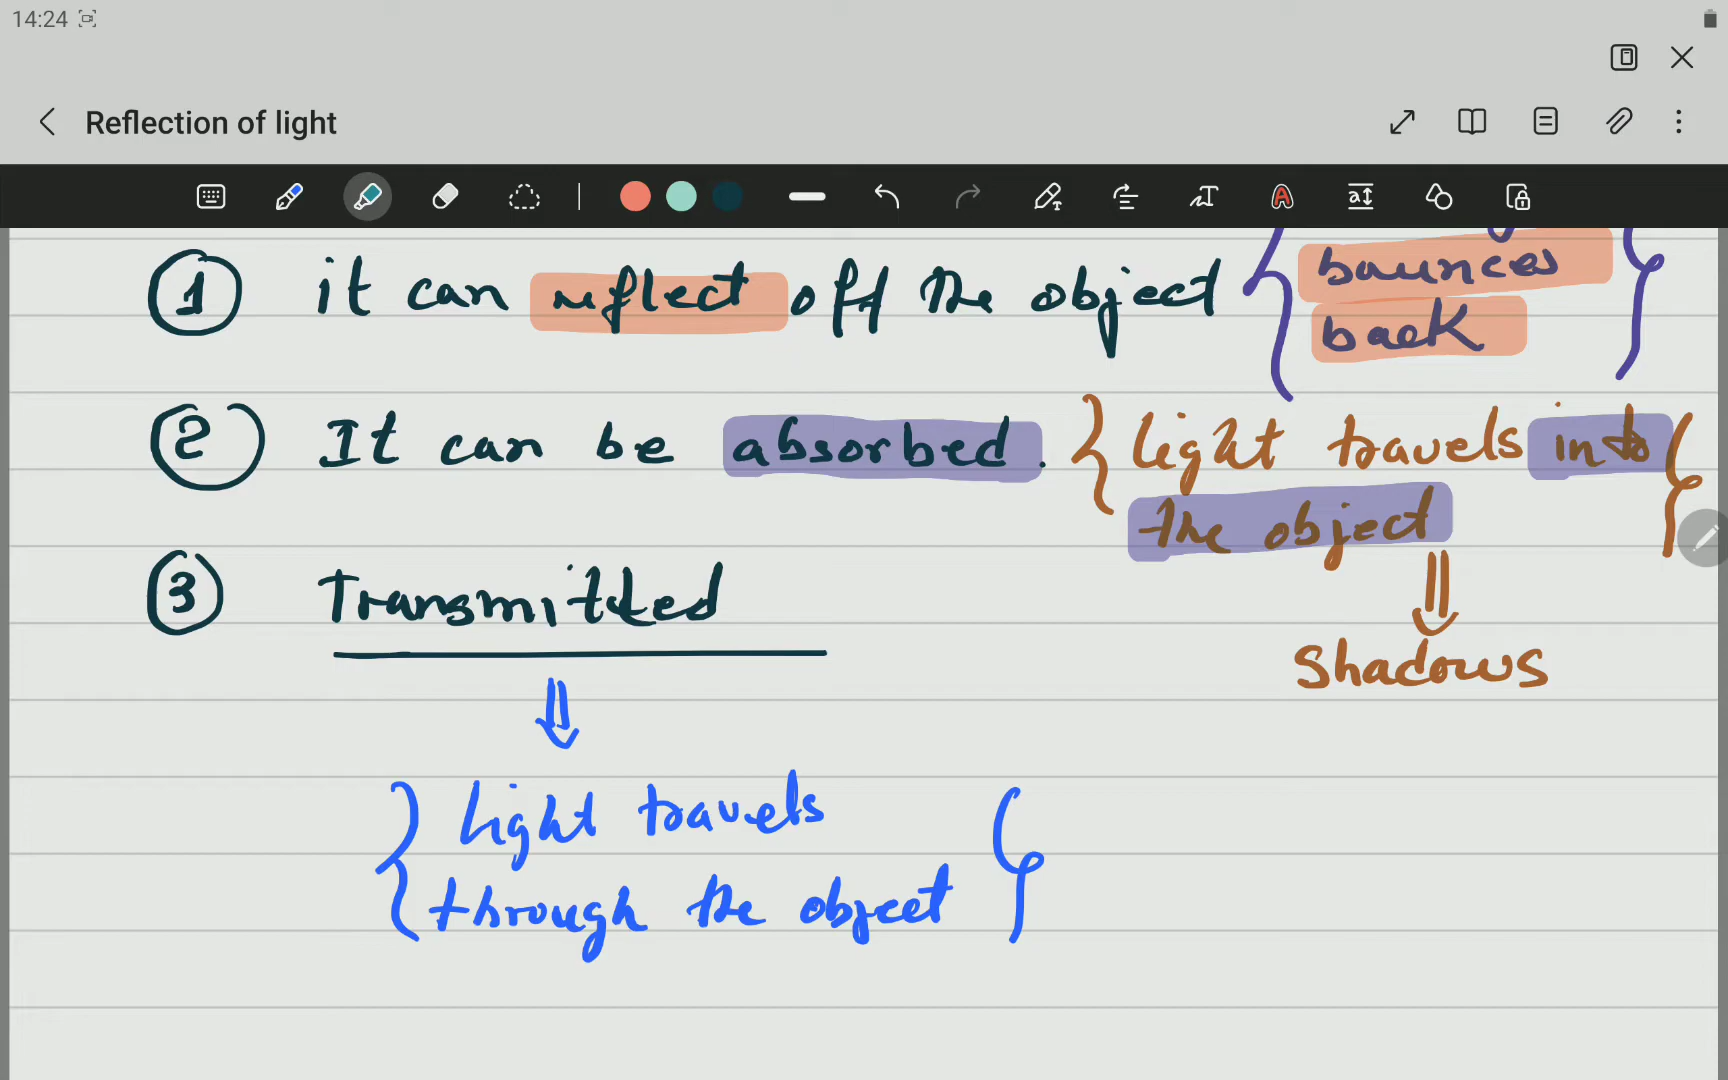 14:24
Reflection of light
1 it can reflect off the object { baunces
back }
2 It can be absorbed. { light travels into
the object }
3 Transmitted
Shadows
{ light travels
through the object }